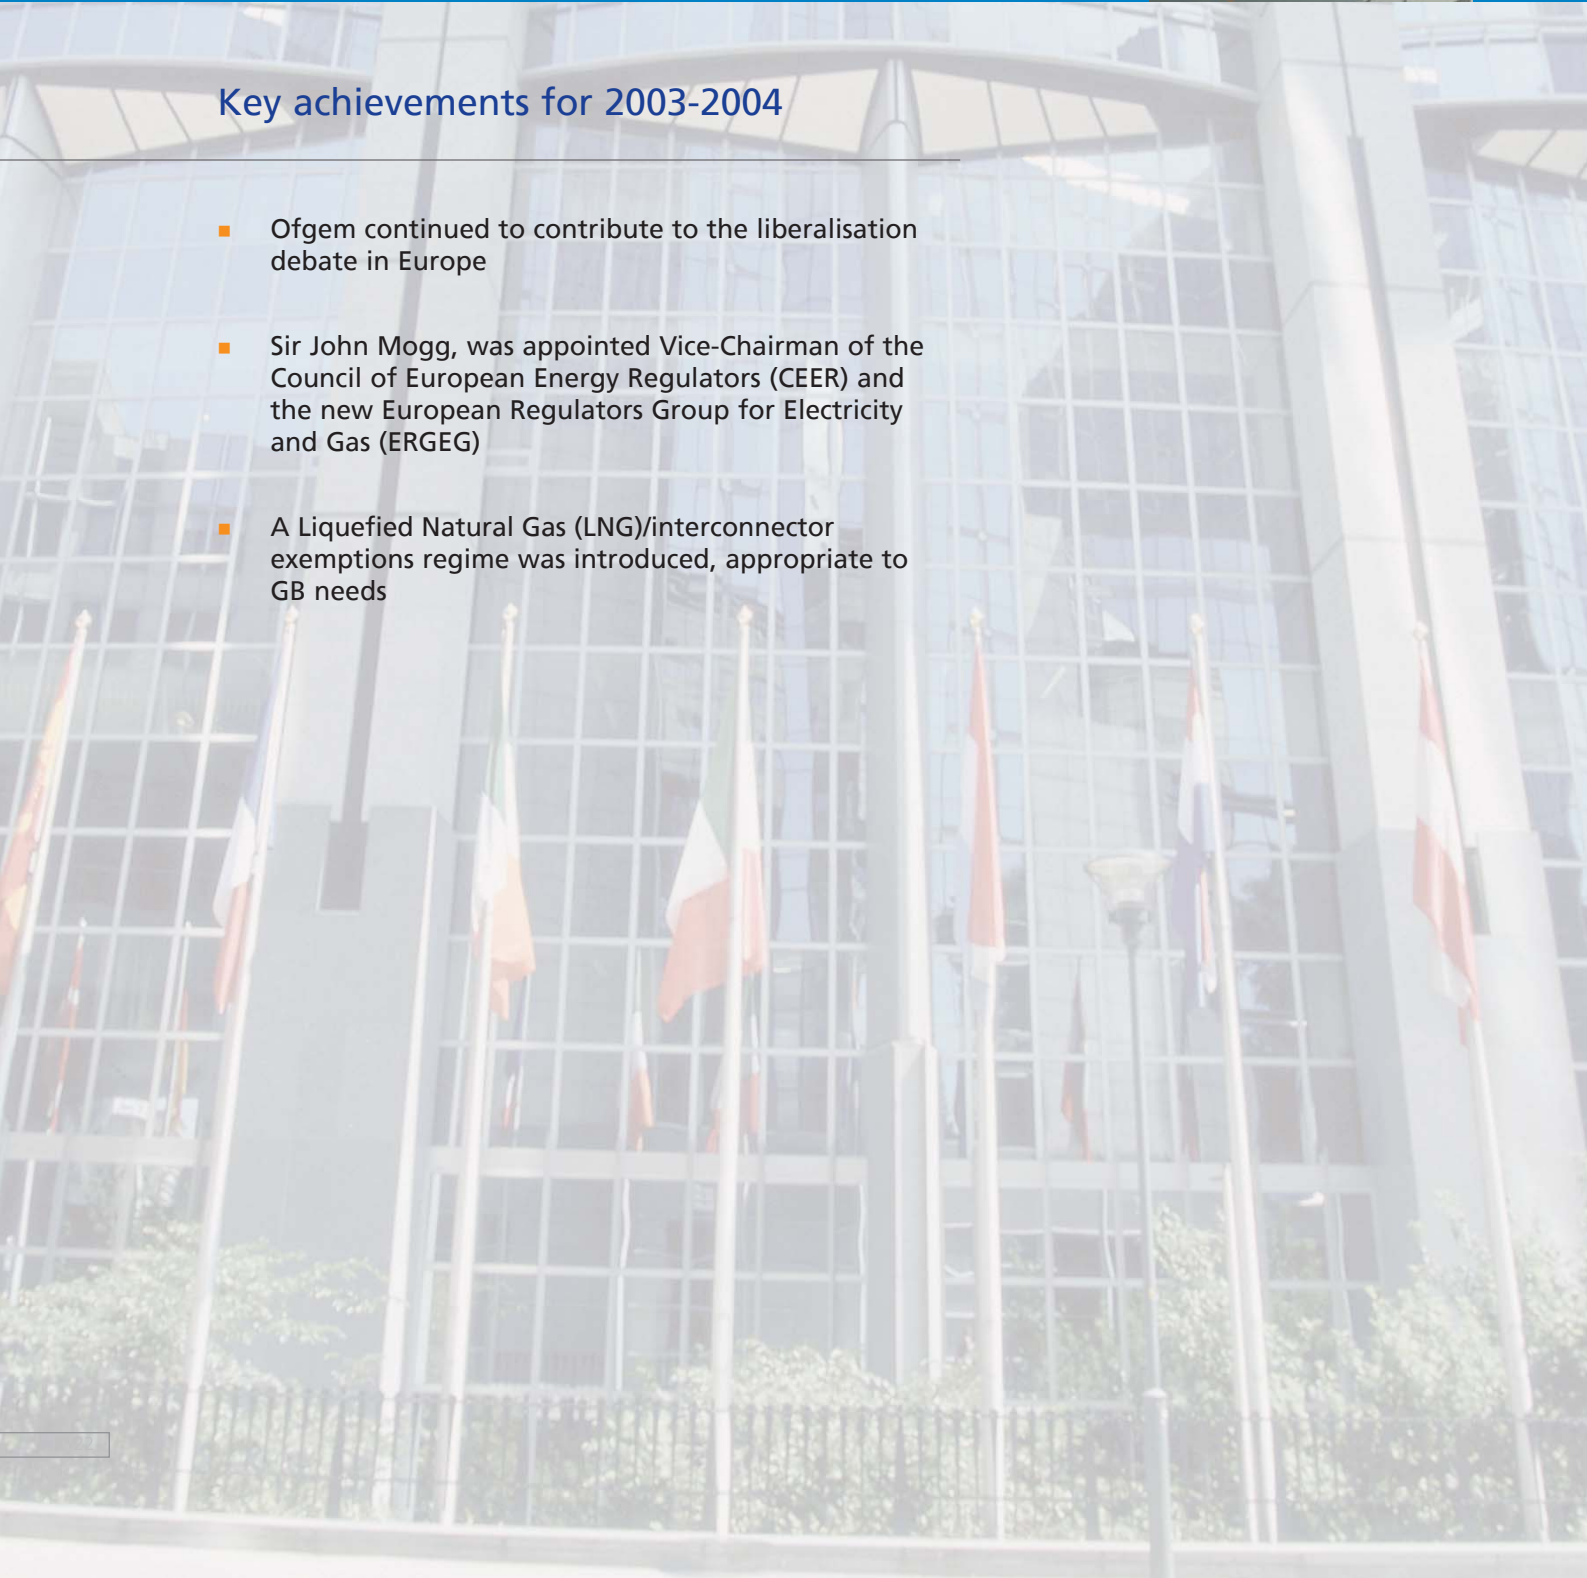 Key achievements for 2003-2004
Ofgem continued to contribute to the liberalisation
debate in Europe
Sir John Mogg, was appointed Vice-Chairman of the
Council of European Energy Regulators (CEER) and
the new European Regulators Group for Electricity
and Gas (ERGEG)
A Liquefied Natural Gas (LNG)/interconnector
exemptions regime was introduced, appropriate to
GB needs